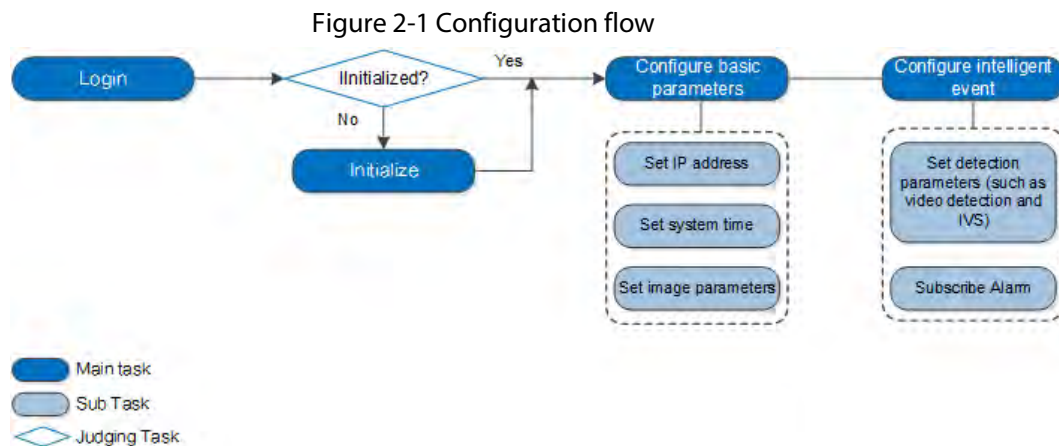 Figure 2-1 Configuration flow
Login
IInitialized?
Yes
No
Initialize
Configure basic
parameters
Set IP address
Set system time
Set image parameters
Configure intelligent
event
Set detection
parameters (such as
video detection and
IVS)
Subscribe Alarm
Main task
Sub Task
Judging Task